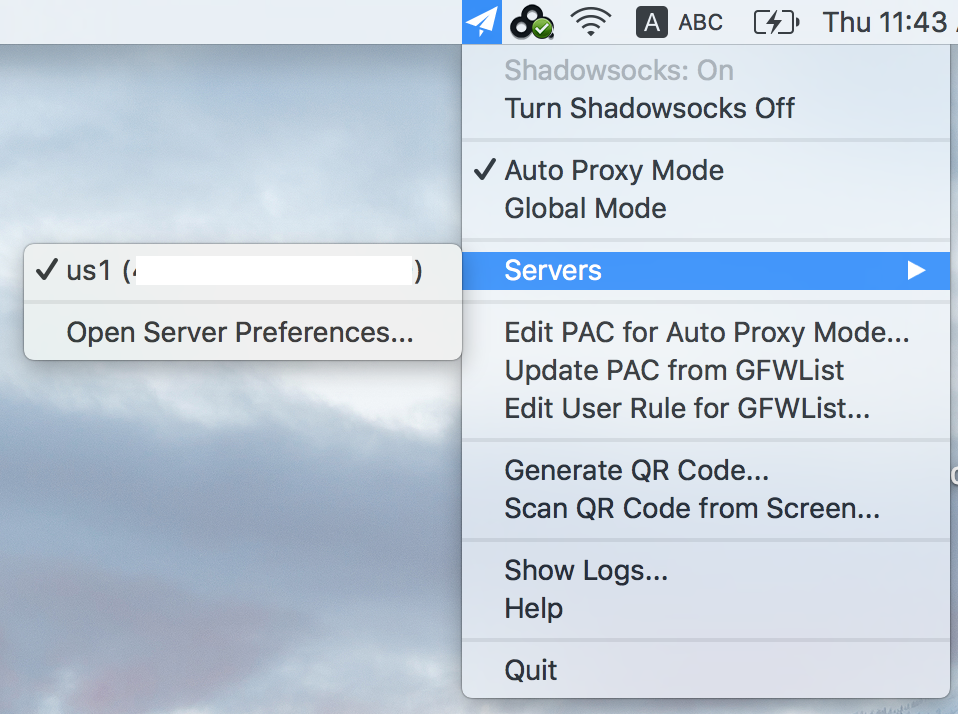 A ABC Thu 11:43
Shadowsocks: On
Turn Shadowsocks Off
✓ Auto Proxy Mode
Global Mode
Servers
✓ us1 (4 )
Open Server Preferences...
Edit PAC for Auto Proxy Mode...
Update PAC from GFWList
Edit User Rule for GFWList...
Generate QR Code...
Scan QR Code from Screen...
Show Logs...
Help
Quit